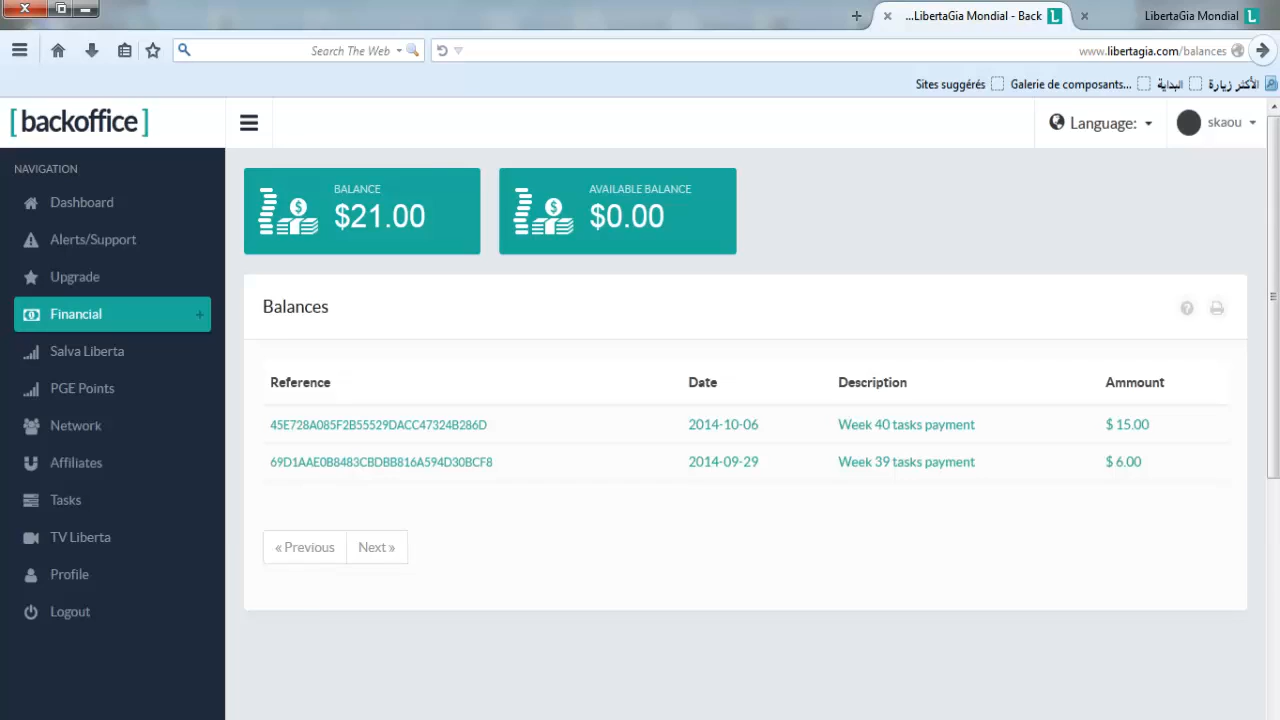 ...LibertaGia Mondial - Back
LibertaGia Mondial
Search The Web
www.libertagia.com/balances
Sites suggérés
Galerie de composants...
البداية
الأكثر زيارة
[backoffice]
Language:
skaou
NAVIGATION
Dashboard
Alerts/Support
Upgrade
Financial
Salva Liberta
PGE Points
Network
Affiliates
Tasks
TV Liberta
Profile
Logout
BALANCE
$21.00
AVAILABLE BALANCE
$0.00
Balances
Reference Date Description Ammount
45E728A085F2B55529DACC47324B286D 2014-10-06 Week 40 tasks payment $ 15.00
69D1AAE0B8483CBDBB816A594D30BCF8 2014-09-29 Week 39 tasks payment $ 6.00
« Previous Next »